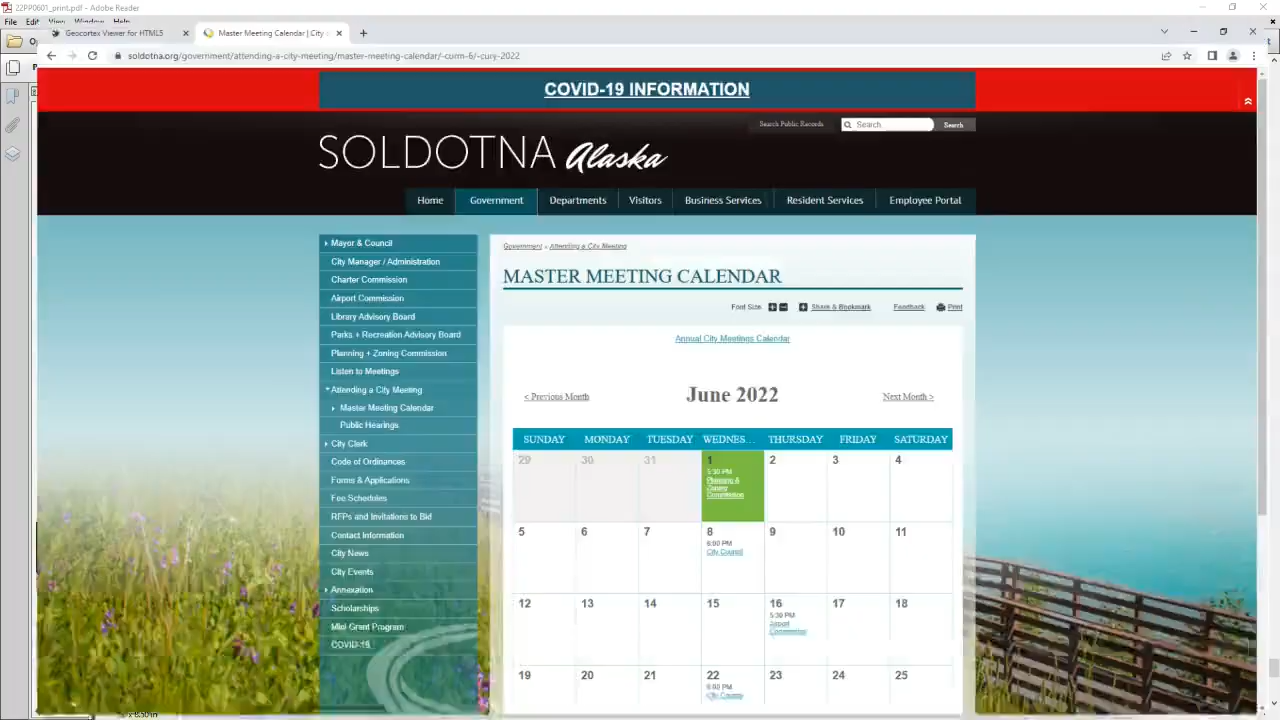 22PP0601_print.pdf - Adobe Reader
Geocortex Viewer for HTML5
Master Meeting Calendar | City
soldotna.org/government/attending-a-city-meeting/master-meeting-calendar/-corm-6/-cury-2022
COVID-19 INFORMATION
Search Public Records
Search
Search
SOLDOTNA Alaska
Home
Government
Departments
Visitors
Business Services
Resident Services
Employee Portal
Mayor & Council
City Manager / Administration
Charter Commission
Airport Commission
Library Advisory Board
Parks + Recreation Advisory Board
Planning + Zoning Commission
Listen to Meetings
Attending a City Meeting
Master Meeting Calendar
Public Hearings
City Clerk
Code of Ordinances
Forms & Applications
Fee Schedules
RFPs and Invitations to Bid
Contact Information
City News
City Events
Annexation
Scholarships
Mini Grant Program
COVID-19
Government » Attending a City Meeting
MASTER MEETING CALENDAR
Font Size:
Share & Bookmark
Feedback
Print
Annual City Meetings Calendar
< Previous Month
June 2022
Next Month >
SUNDAY MONDAY TUESDAY WEDNES... THURSDAY FRIDAY SATURDAY
29 30 31 1 2 3 4
5:30 PM
Planning &
Zoning
Commission
5 6 7 8 9 10 11
6:00 PM
City Council
12 13 14 15 16 17 18
5:30 PM
Airport
Commission
19 20 21 22 23 24 25
6:00 PM
City Council
8.50in